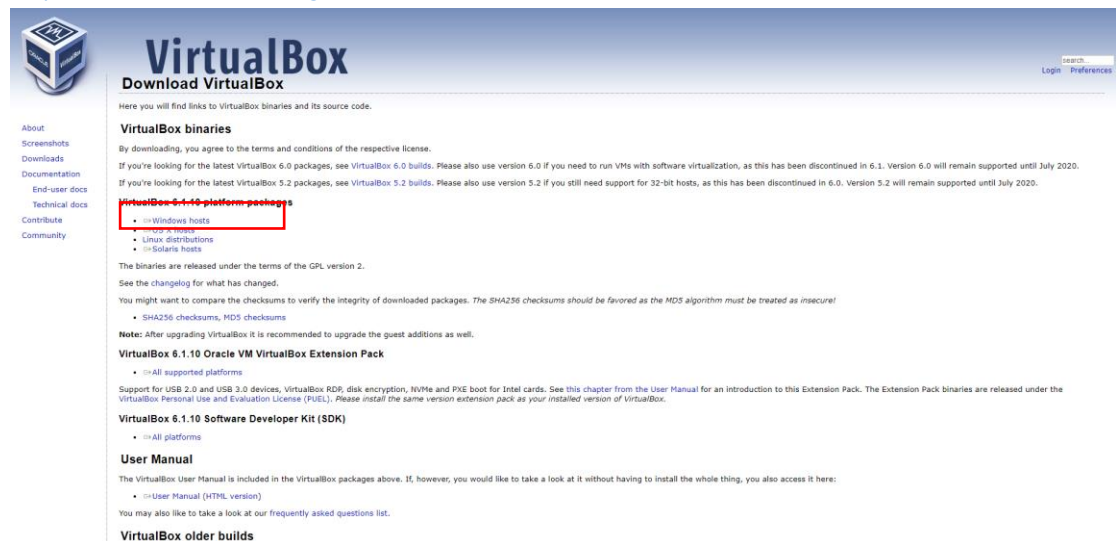 VirtualBox
search...
Login Preferences
Download VirtualBox
Here you will find links to VirtualBox binaries and its source code.
About
Screenshots
Downloads
Documentation
End-user docs
Technical docs
Contribute
Community
VirtualBox binaries
By downloading, you agree to the terms and conditions of the respective license.
If you're looking for the latest VirtualBox 6.0 packages, see VirtualBox 6.0 builds. Please also use version 6.0 if you need to run VMs with software virtualization, as this has been discontinued in 6.1. Version 6.0 will remain supported until July 2020.
If you're looking for the latest VirtualBox 5.2 packages, see VirtualBox 5.2 builds. Please also use version 5.2 if you still need support for 32-bit hosts, as this has been discontinued in 6.0. Version 5.2 will remain supported until July 2020.
VirtualBox 6.1.10 platform packages
Windows hosts
OS X hosts
Linux distributions
Solaris hosts
The binaries are released under the terms of the GPL version 2.
See the changelog for what has changed.
You might want to compare the checksums to verify the integrity of downloaded packages. The SHA256 checksums should be favored as the MD5 algorithm must be treated as insecure!
SHA256 checksums, MD5 checksums
Note: After upgrading VirtualBox it is recommended to upgrade the guest additions as well.
VirtualBox 6.1.10 Oracle VM VirtualBox Extension Pack
All supported platforms
Support for USB 2.0 and USB 3.0 devices, VirtualBox RDP, disk encryption, NVMe and PXE boot for Intel cards. See this chapter from the User Manual for an introduction to this Extension Pack. The Extension Pack binaries are released under the
VirtualBox Personal Use and Evaluation License (PUEL). Please install the same version extension pack as your installed version of VirtualBox.
VirtualBox 6.1.10 Software Developer Kit (SDK)
All platforms
User Manual
The VirtualBox User Manual is included in the VirtualBox packages above. If, however, you would like to take a look at it without having to install the whole thing, you also access it here:
User Manual (HTML version)
You may also like to take a look at our frequently asked questions list.
VirtualBox older builds